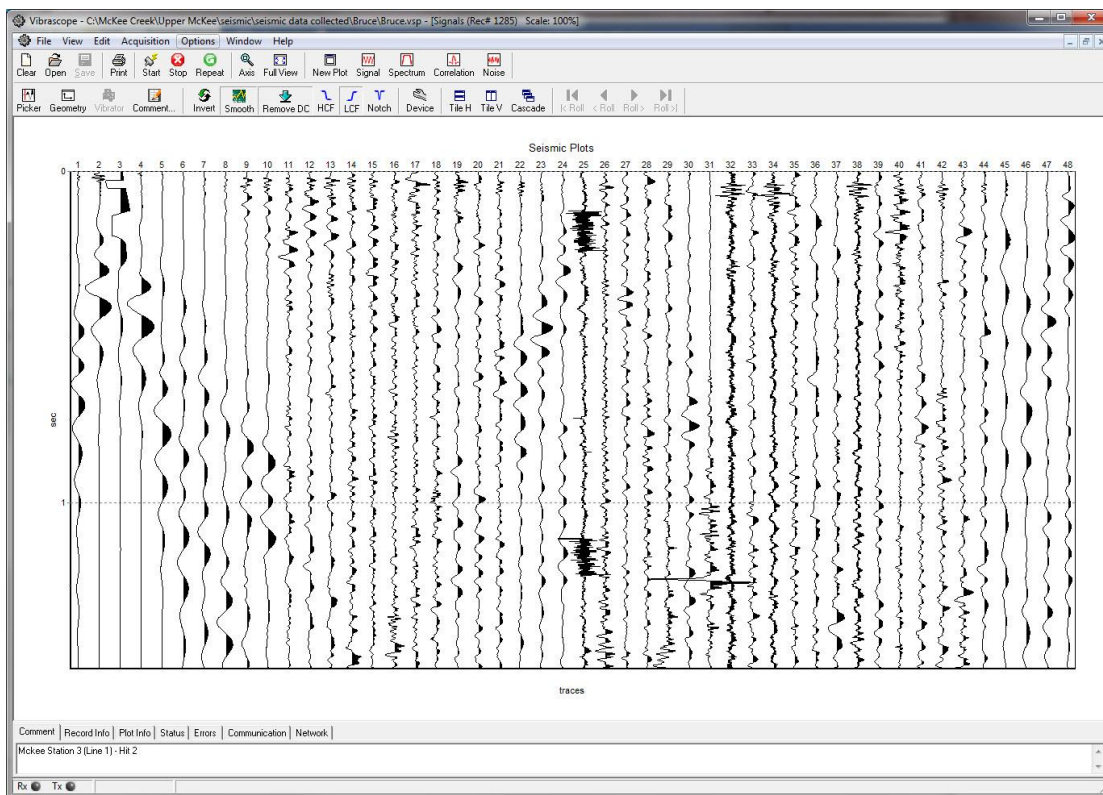 Vibrascope - C:\McKee Creek\Upper McKee\seismic\seismic data collected\Bruce\Bruce.vsp - [Signals (Rec# 1285) Scale: 100%]
File View Edit Acquisition Options Window Help
Clear Open Save Print Start Stop Repeat Axis Full View New Plot Signal Spectrum Correlation Noise
Picker Geometry Vibrator Comment... Invert Smooth Remove DC HCF LCF Notch Device Tile H Tile V Cascade |< Roll < Roll Roll > Roll >|
Seismic Plots
1 2 3 4 5 6 7 8 9 10 11 12 13 14 15 16 17 18 19 20 21 22 23 24 25 26 27 28 29 30 31 32 33 34 35 36 37 38 39 40 41 42 43 44 45 46 47 48
0
sec
1
traces
Comment Record Info Plot Info Status Errors Communication Network
Mckee Station 3 (Line 1) - Hit 2
Rx Tx